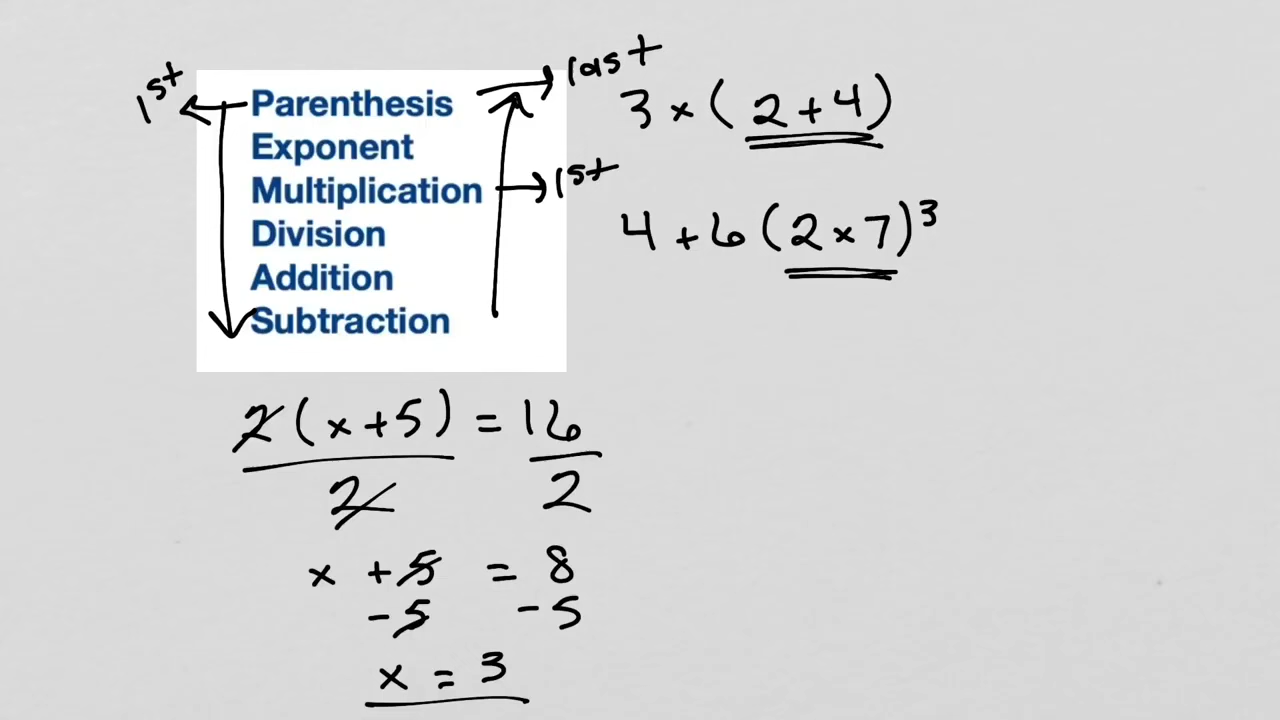 1st
Parenthesis
Exponent
Multiplication
Division
Addition
Subtraction
last
1st
3 × (2 + 4)
4 + 6 (2 × 7)³
2(x + 5) = 16
2 2
x + 5 = 8
- 5 - 5
x = 3